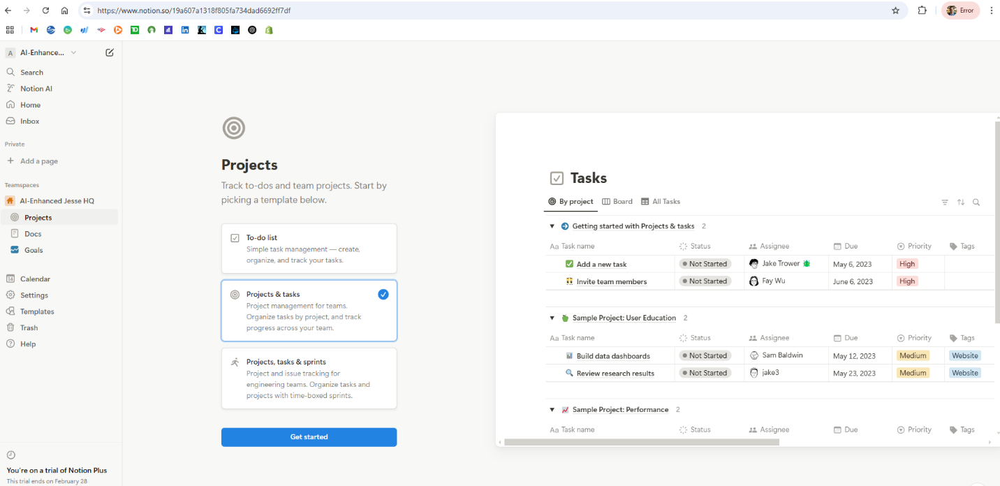 https://www.notion.so/19a607a1318f805fa734dad6692ff7df
Error
A AI-Enhance...
Search
Notion AI
Home
Inbox
Private
Add a page
Teamspaces
AI-Enhanced Jesse HQ
Projects
Docs
Goals
14 Calendar
Settings
Templates
Trash
Help
You're on a trial of Notion Plus
This trial ends on February 28
Projects
Track to-dos and team projects. Start by
picking a template below.
To-do list
Simple task management — create,
organize, and track your tasks.
Projects & tasks
Project management for teams.
Organize tasks by project, and track
progress across your team.
Projects, tasks & sprints
Project and issue tracking for
engineering teams. Organize tasks and
projects with time-boxed sprints.
Get started
Tasks
By project Board All Tasks
Getting started with Projects & tasks 2
Aa Task name Status Assignee Due Priority Tags
Add a new task Not Started Jake Trower May 6, 2023 High
Invite team members Not Started Fay Wu June 6, 2023 High
Sample Project: User Education 2
Aa Task name Status Assignee Due Priority Tags
Build data dashboards Not Started Sam Baldwin May 12, 2023 Medium Website
Review research results Not Started jake3 May 23, 2023 Medium Website
Sample Project: Performance 2
Aa Task name Status Assignee Due Priority Tags